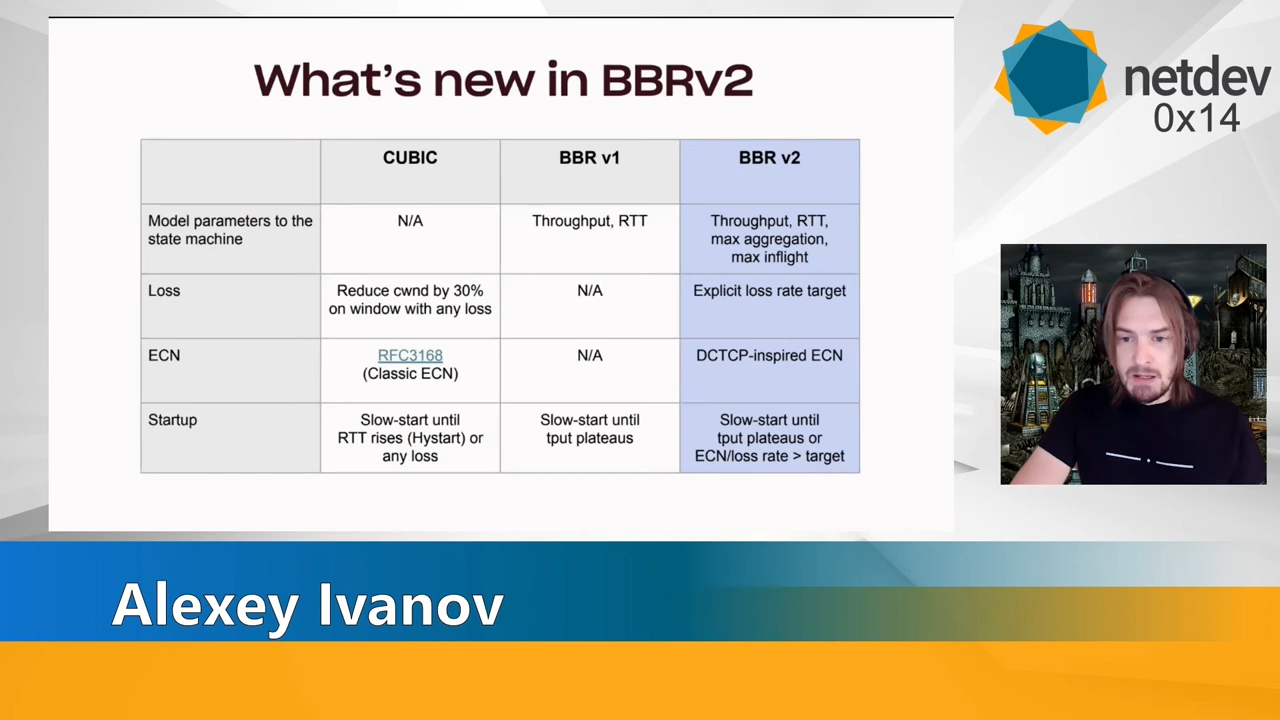 What's new in BBRv2
CUBIC
BBR v1
BBR v2
Model parameters to the
state machine
N/A
Throughput, RTT
Throughput, RTT,
max aggregation,
max inflight
Loss
Reduce cwnd by 30%
on window with any loss
N/A
Explicit loss rate target
ECN
RFC3168
(Classic ECN)
N/A
DCTCP-inspired ECN
Startup
Slow-start until
RTT rises (Hystart) or
any loss
Slow-start until
tput plateaus
Slow-start until
tput plateaus or
ECN/loss rate > target
netdev
0x14
Alexey Ivanov